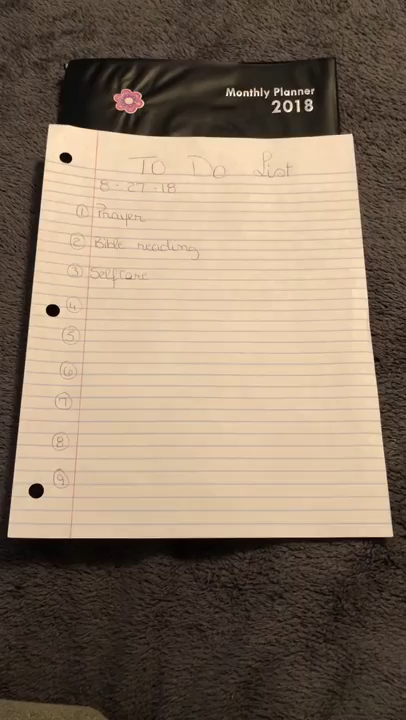 Monthly Planner
2018
To Do List
8-27-18
① Prayer
② Bible reading
③ Selfcare
④
⑤
⑥
⑦
⑧
⑨